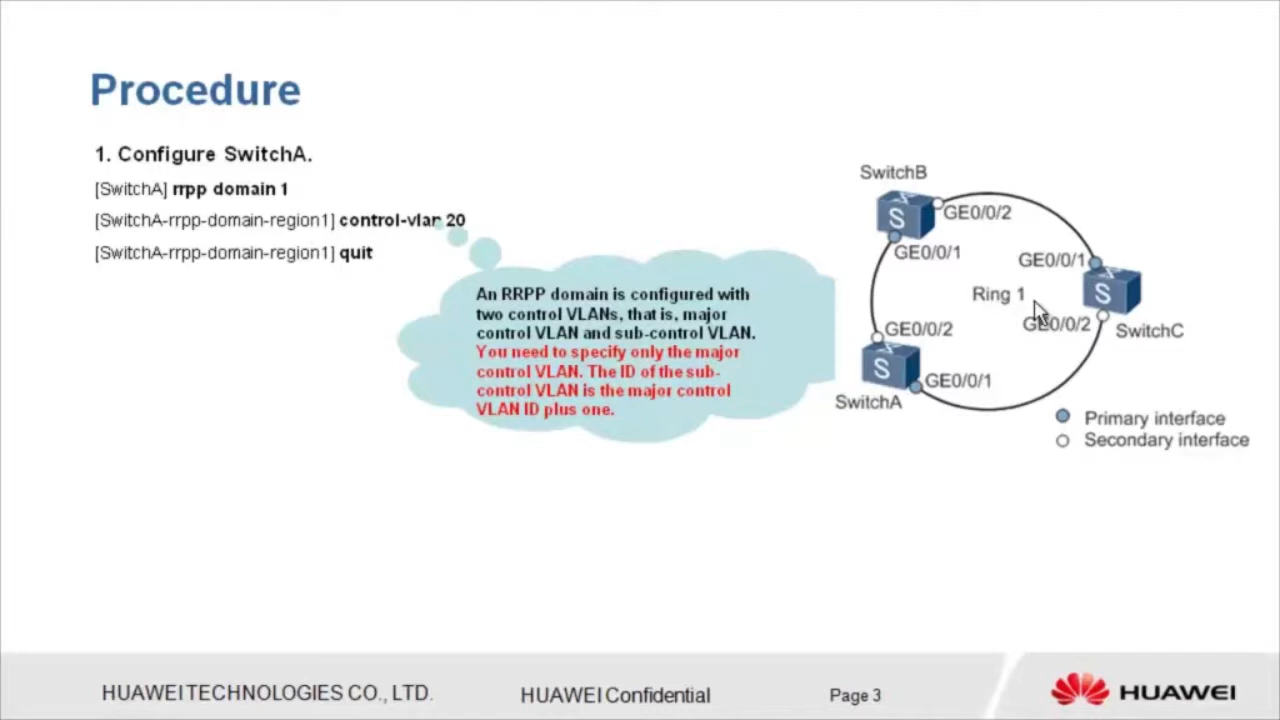 Procedure
1. Configure SwitchA.
[SwitchA] rrpp domain 1
[SwitchA-rrpp-domain-region1] control-vlan 20
[SwitchA-rrpp-domain-region1] quit
An RRPP domain is configured with
two control VLANs, that is, major
control VLAN and sub-control VLAN.
You need to specify only the major
control VLAN. The ID of the sub-
control VLAN is the major control
VLAN ID plus one.
SwitchB
S
GE0/0/2
GE0/0/1
GE0/0/1
Ring 1
S
GE0/0/2
SwitchC
GE0/0/2
S
GE0/0/1
SwitchA
Primary interface
Secondary interface
HUAWEI TECHNOLOGIES CO., LTD.
HUAWEI Confidential
Page 3
HUAWEI